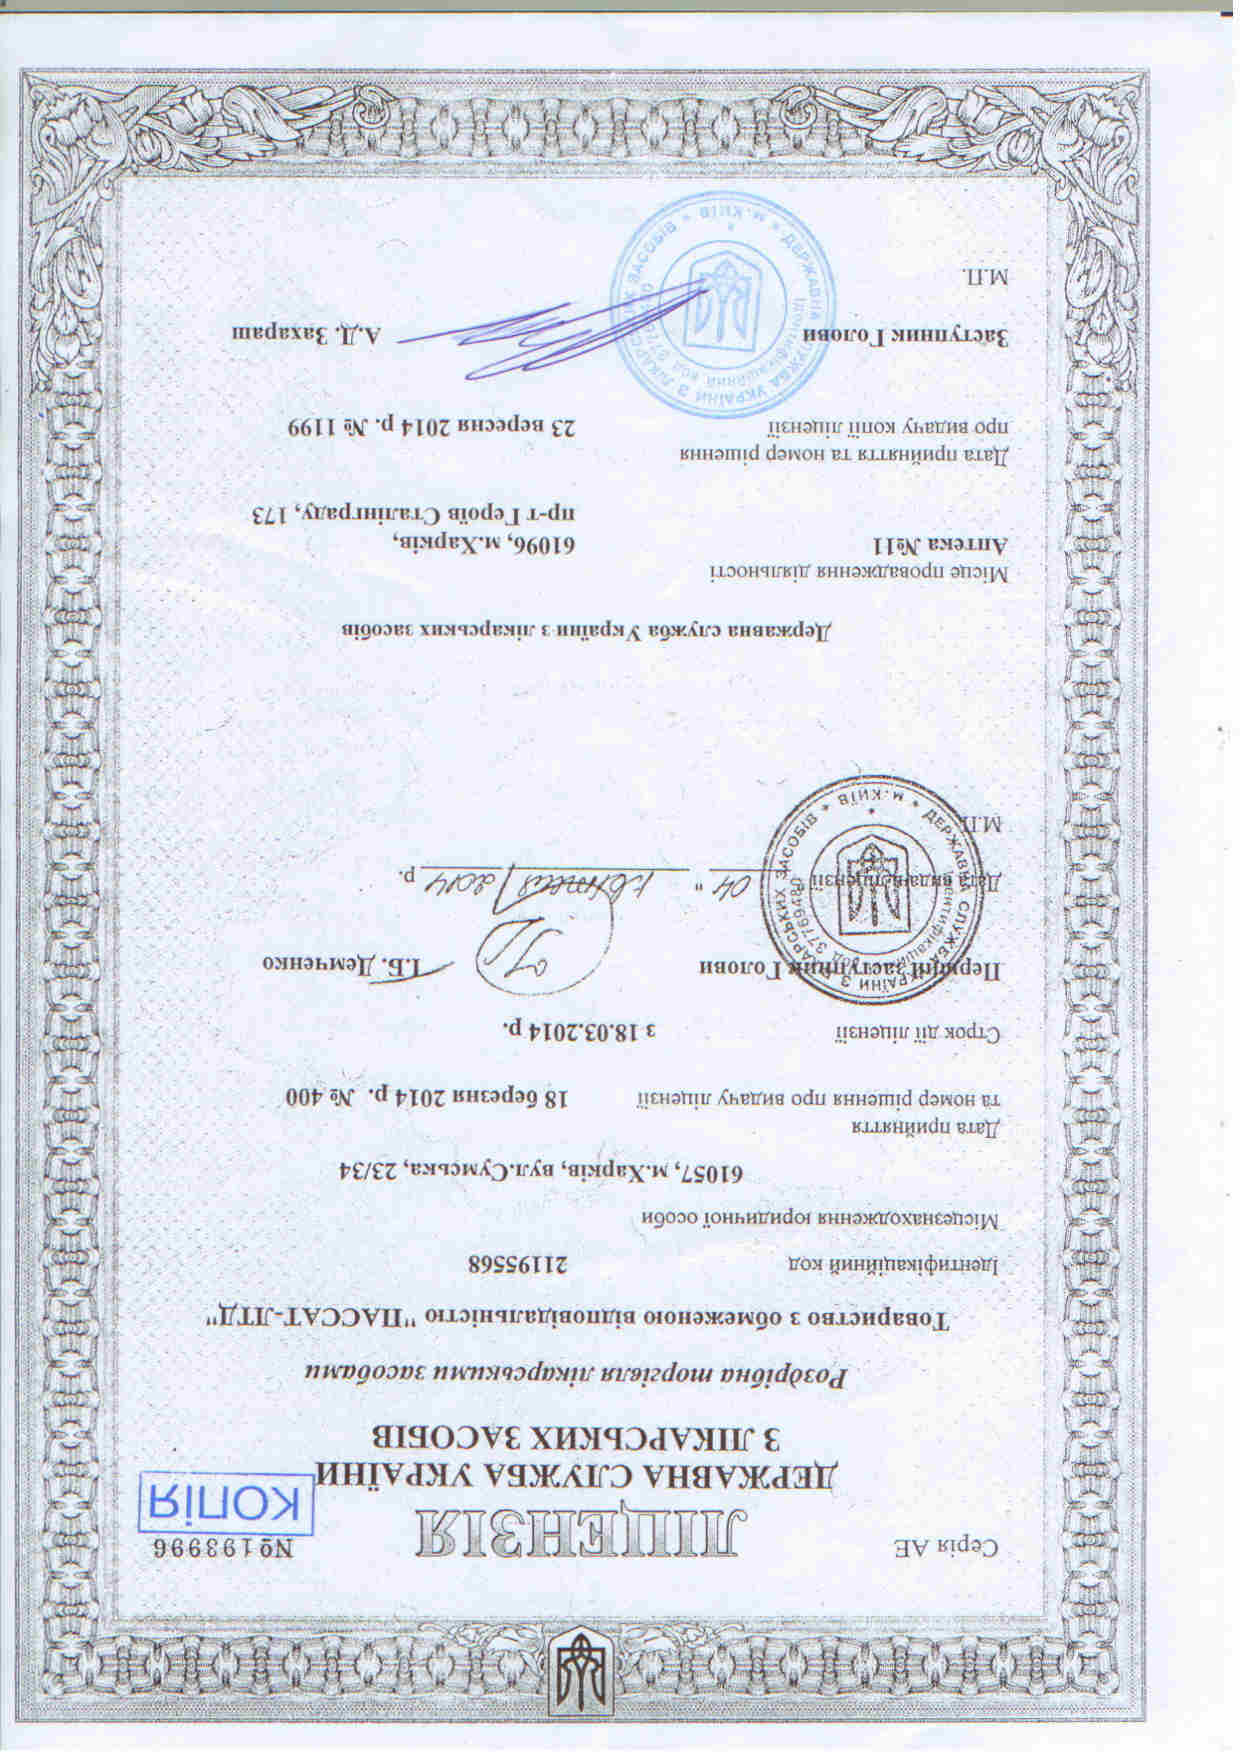 Серія АЕ
ЛІЦЕНЗІЯ
№193996
КОПІЯ
ДЕРЖАВНА СЛУЖБА УКРАЇНИ
З ЛІКАРСЬКИХ ЗАСОБІВ
Роздрібна торгівля лікарськими засобами
Товариство з обмеженою відповідальністю "ПАССАТ-ЛТД"
Ідентифікаційний код 21195568
Місцезнаходження юридичної особи
61057, м.Харків, вул.Сумська, 23/34
Дата прийняття
та номер рішення про видачу ліцензії 18 березня 2014 р. № 400
Строк дії ліцензії з 18.03.2014 р.
Перший заступник Голови І.Б. Демченко
Дата видачі ліцензії " 04 " квітня 2014 р.
М.П.
ДЕРЖАВНА СЛУЖБА УКРАЇНИ З ЛІКАРСЬКИХ ЗАСОБІВ * м.КИЇВ *
Ідентифікаційний код 37769480
Державна служба України з лікарських засобів
Місце провадження діяльності
Аптека №11 61096, м.Харків,
пр-т Героїв Сталінграду, 173
Дата прийняття та номер рішення
про видачу копії ліцензії 23 вересня 2014 р. № 1199
Заступник Голови А.Д. Захараш
М.П.
ДЕРЖАВНА СЛУЖБА УКРАЇНИ З ЛІКАРСЬКИХ ЗАСОБІВ * м.КИЇВ *
Ідентифікаційний код